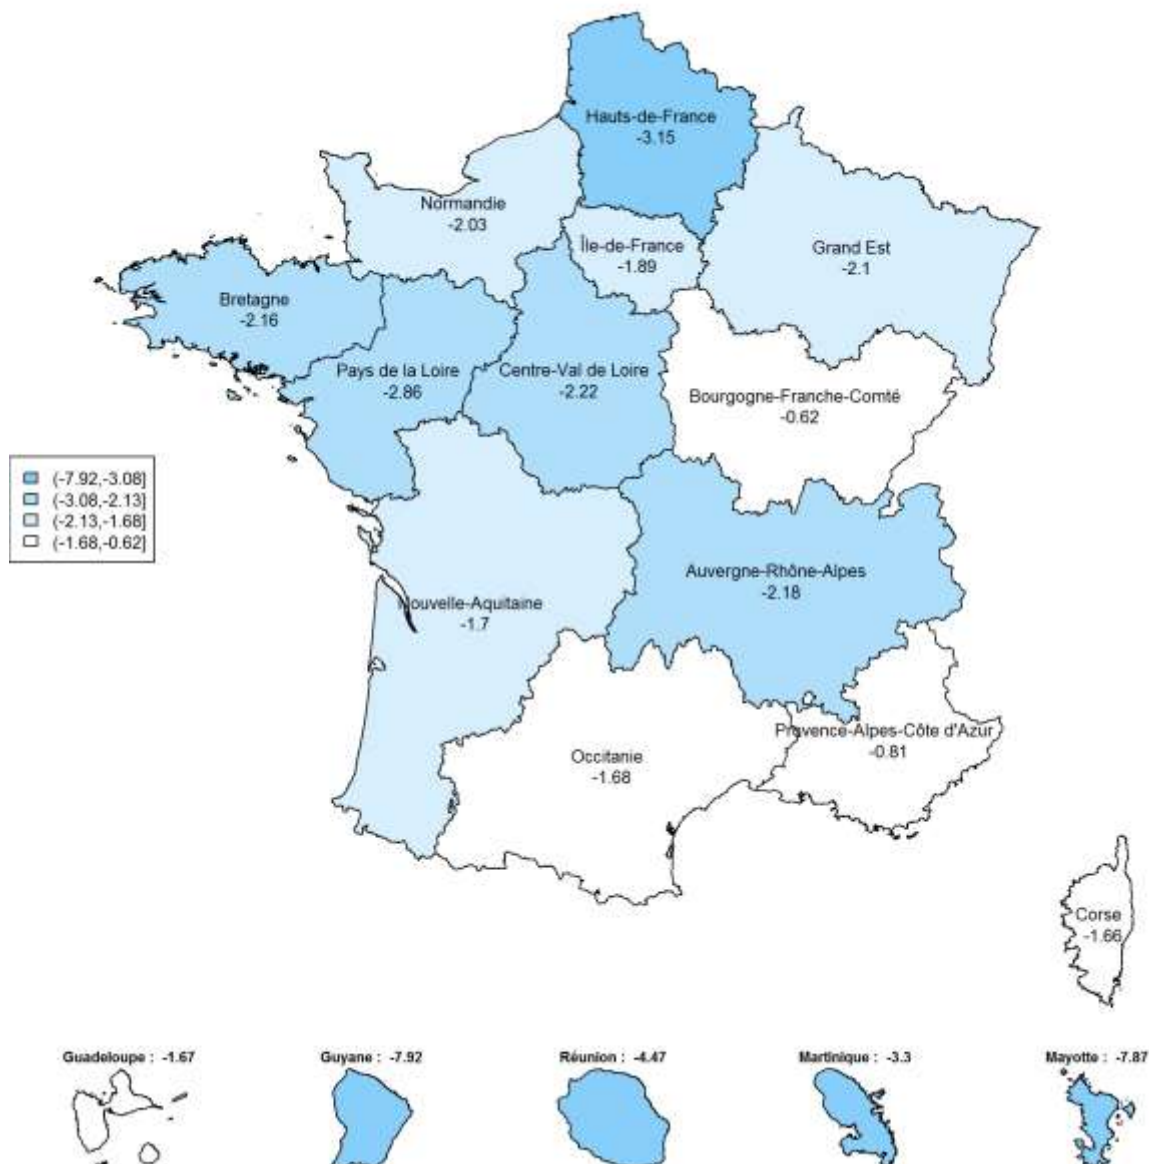 Hauts-de-France
-3.15
Normandie
-2.03
Île-de-France
-1.89
Grand Est
-2.1
Bretagne
-2.16
Pays de la Loire
-2.86
Centre-Val de Loire
-2.22
Bourgogne-Franche-Comté
-0.62
(-7.92,-3.08]
(-3.08,-2.13]
(-2.13,-1.68]
(-1.68,-0.62]
Auvergne-Rhône-Alpes
-2.18
Nouvelle-Aquitaine
-1.7
Provence-Alpes-Côte d'Azur
-0.81
Occitanie
-1.68
Corse
-1.66
Guadeloupe : -1.67
Guyane : -7.92
Réunion : -4.47
Martinique : -3.3
Mayotte : -7.87